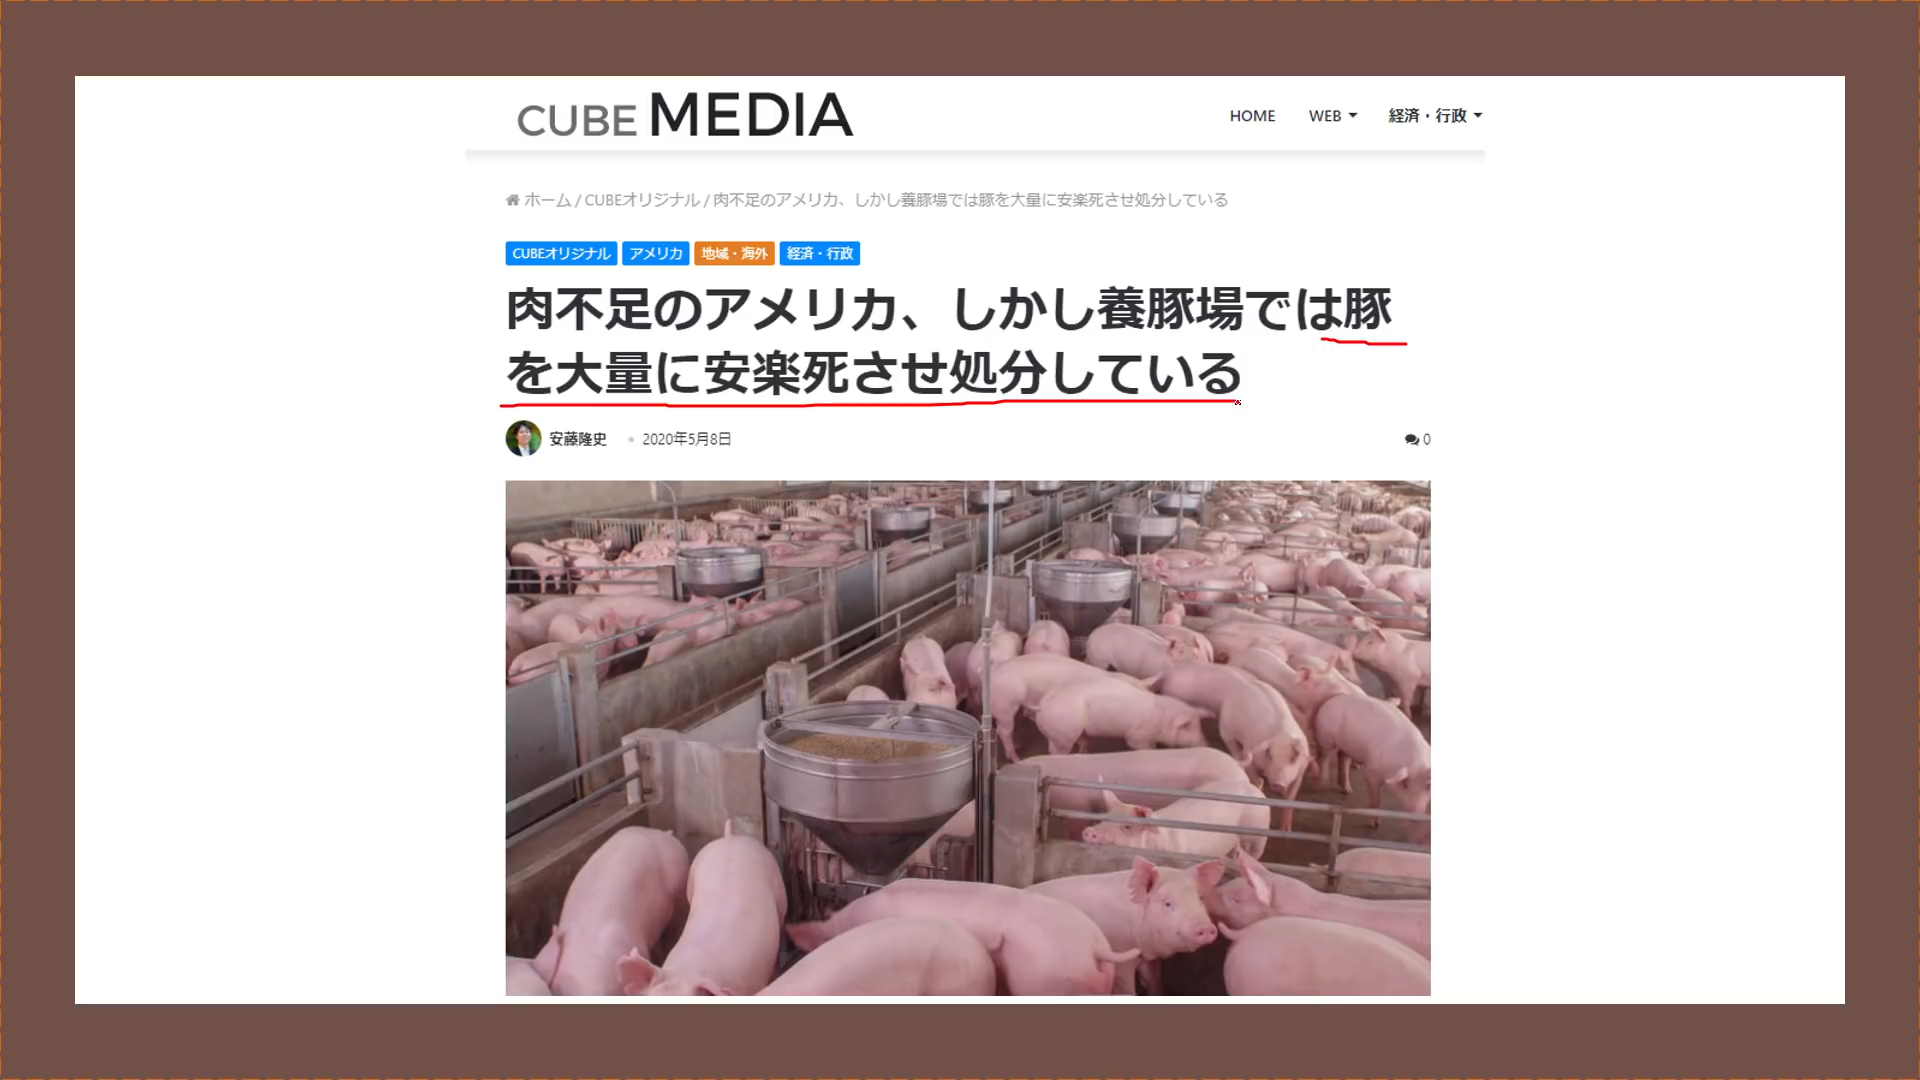 CUBE MEDIA
HOME WEB 経済・行政
ホーム / CUBEオリジナル / 肉不足のアメリカ、しかし養豚場では豚を大量に安楽死させ処分している
CUBEオリジナル アメリカ 地域・海外 経済・行政
肉不足のアメリカ、しかし養豚場では豚
を大量に安楽死させ処分している
安藤隆史 2020年5月8日 0